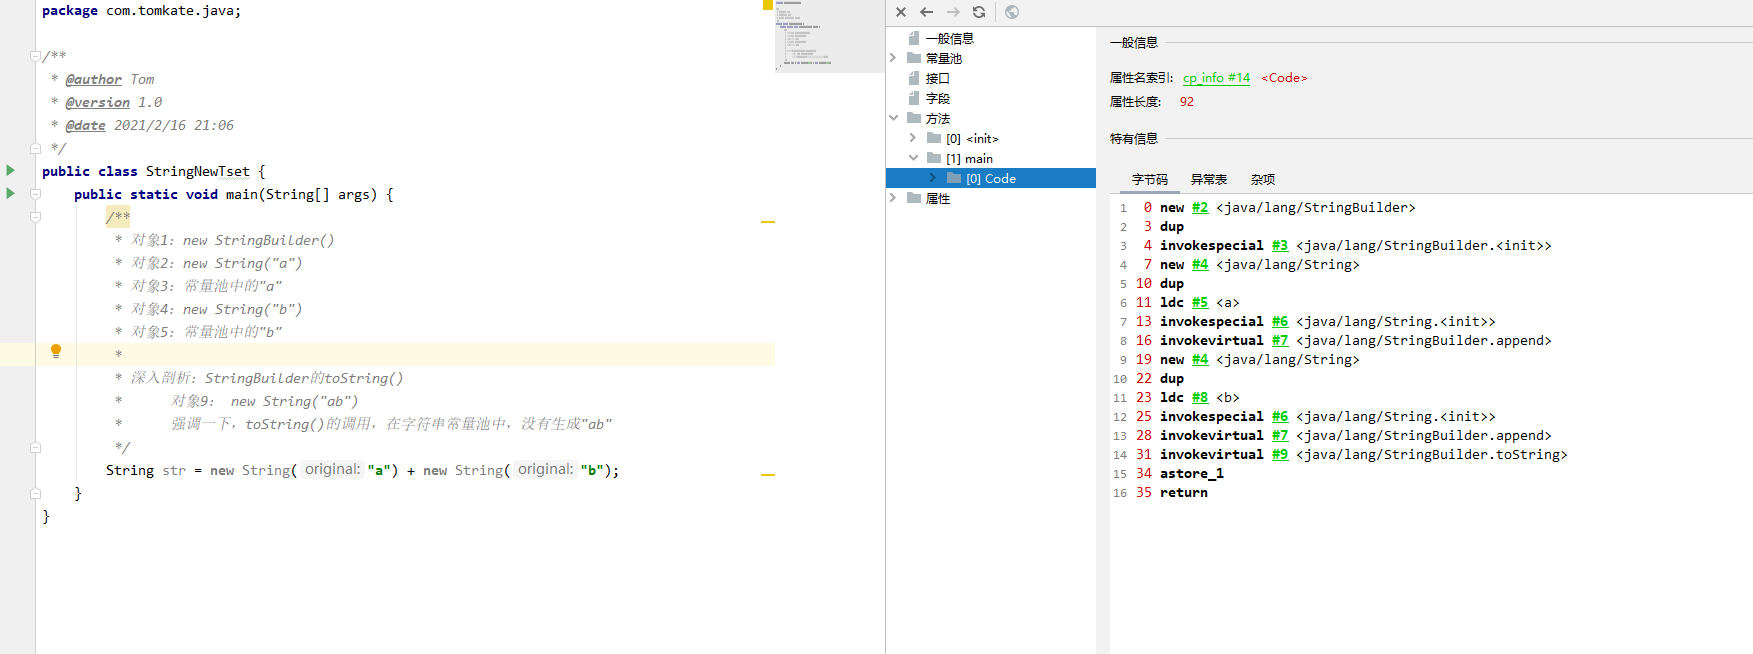 package com.tomkate.java;
/**
* @author Tom
* @version 1.0
* @date 2021/2/16 21:06
*/
public class StringNewTset {
public static void main(String[] args) {
/**
* 对象1：new StringBuilder()
* 对象2：new String("a")
* 对象3：常量池中的"a"
* 对象4：new String("b")
* 对象5：常量池中的"b"
*
* 深入剖析：StringBuilder的toString()
* 对象9： new String("ab")
* 强调一下，toString()的调用，在字符串常量池中，没有生成"ab"
*/
String str = new String( original: "a") + new String( original: "b");
}
}
一般信息
常量池
接口
字段
方法
[0] <init>
[1] main
[0] Code
属性
一般信息
属性名索引: cp_info #14 <Code>
属性长度: 92
特有信息
字节码 异常表 杂项
1 0 new #2 <java/lang/StringBuilder>
2 3 dup
3 4 invokespecial #3 <java/lang/StringBuilder.<init>>
4 7 new #4 <java/lang/String>
5 10 dup
6 11 ldc #5 <a>
7 13 invokespecial #6 <java/lang/String.<init>>
8 16 invokevirtual #7 <java/lang/StringBuilder.append>
9 19 new #4 <java/lang/String>
10 22 dup
11 23 ldc #8 <b>
12 25 invokespecial #6 <java/lang/String.<init>>
13 28 invokevirtual #7 <java/lang/StringBuilder.append>
14 31 invokevirtual #9 <java/lang/StringBuilder.toString>
15 34 astore_1
16 35 return